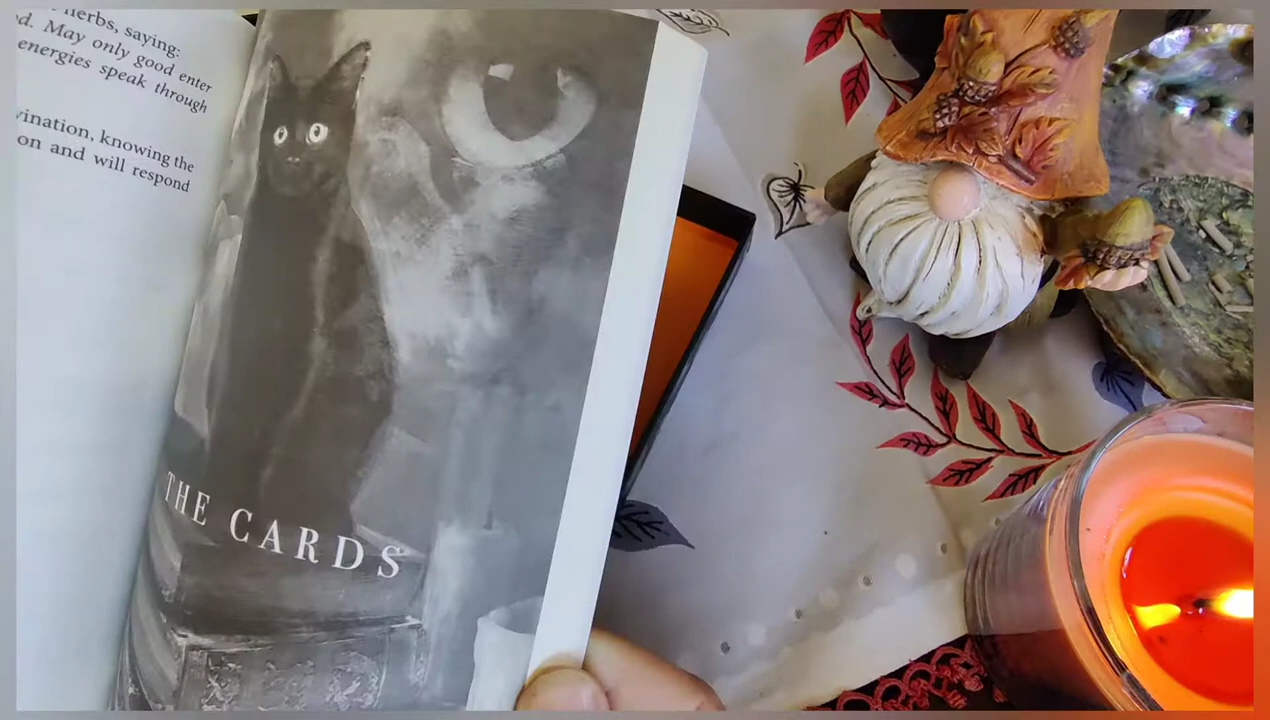 herbs, saying:
d. May only good enter
energies speak through
vination, knowing the
on and will respond
THE CARDS